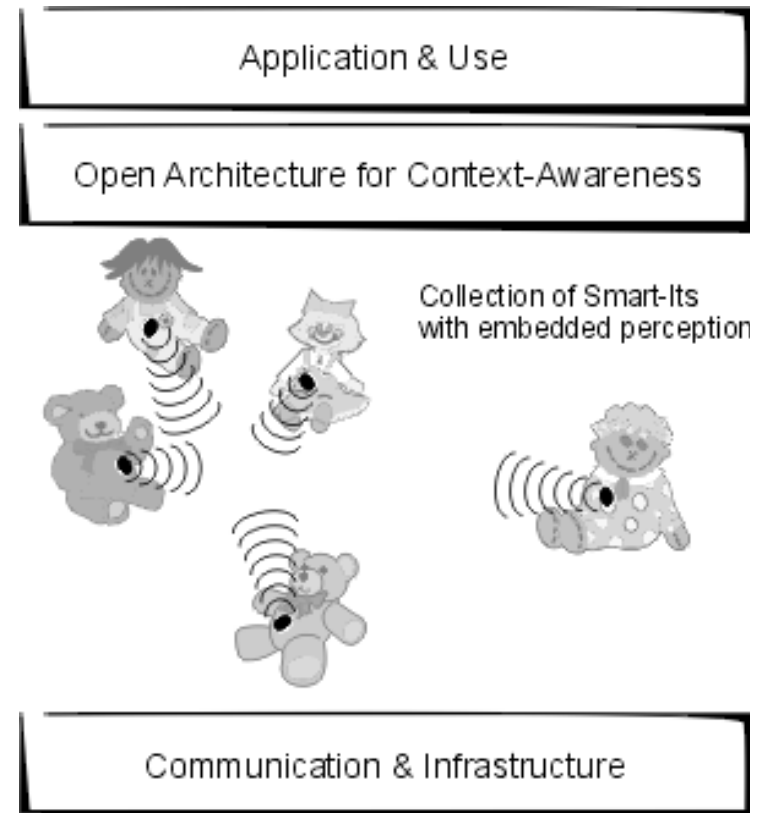 Application & Use
Open Architecture for Context-Awareness
Collection of Smart-Its
with embedded perception
Communication & Infrastructure